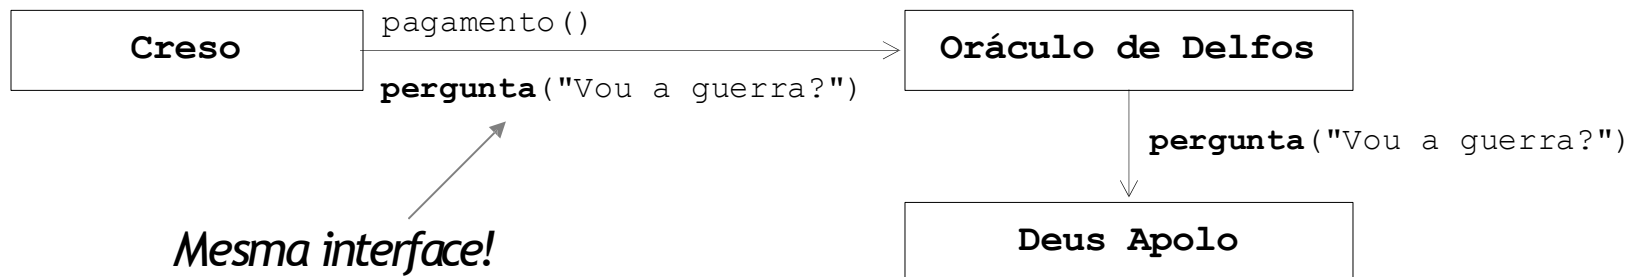 pagamento()
Creso
Oráculo de Delfos
pergunta("Vou a guerra?")
pergunta("Vou a guerra?")
Mesma interface!
Deus Apolo